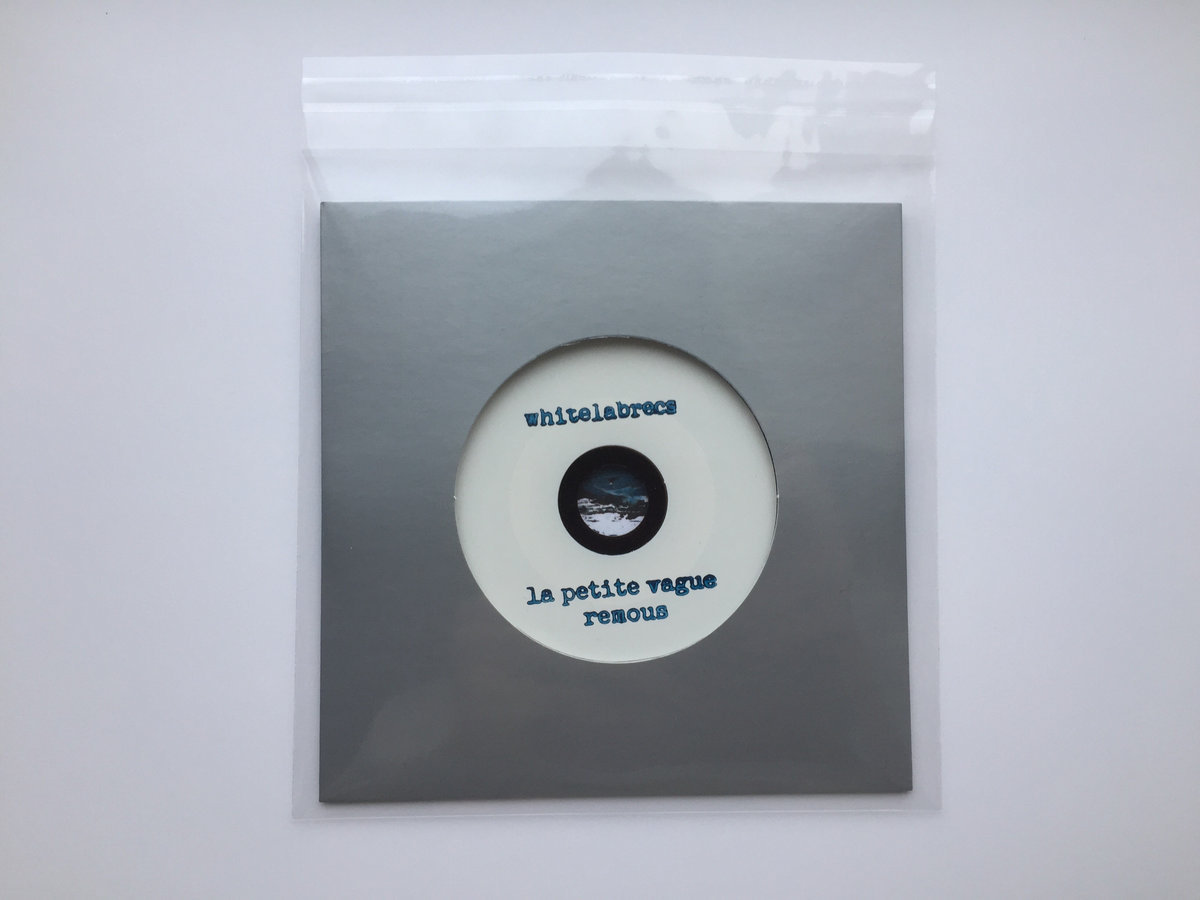 whitelabrecs
la petite vague
remous